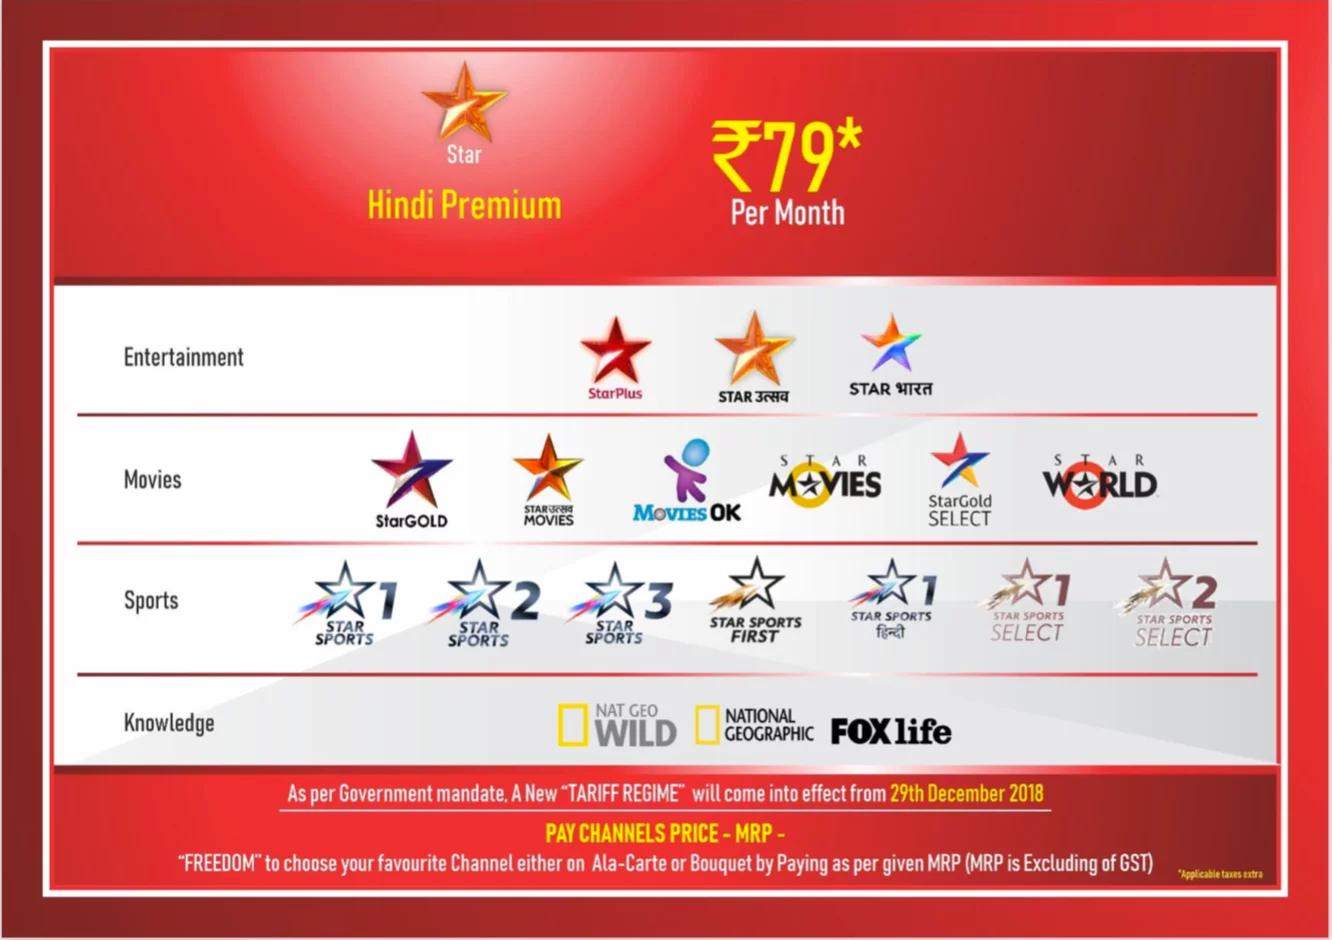 Star
Hindi Premium
₹79*
Per Month
Entertainment
StarPlus
STAR उत्सव
STAR भारत
Movies
StarGOLD
STAR उत्सव
MOVIES
MOVIES OK
STAR
MOVIES
StarGold
SELECT
STAR
WORLD
Sports
1
STAR
SPORTS
2
STAR
SPORTS
3
STAR
SPORTS
STAR SPORTS
FIRST
1
STAR SPORTS
हिन्दी
1
STAR SPORTS
SELECT
2
STAR SPORTS
SELECT
Knowledge
NAT GEO
WILD
NATIONAL
GEOGRAPHIC
FOX life
As per Government mandate, A New “TARIFF REGIME” will come into effect from 29th December 2018
PAY CHANNELS PRICE - MRP -
“FREEDOM” to choose your favourite Channel either on Ala-Carte or Bouquet by Paying as per given MRP (MRP is Excluding of GST)
*Applicable taxes extra